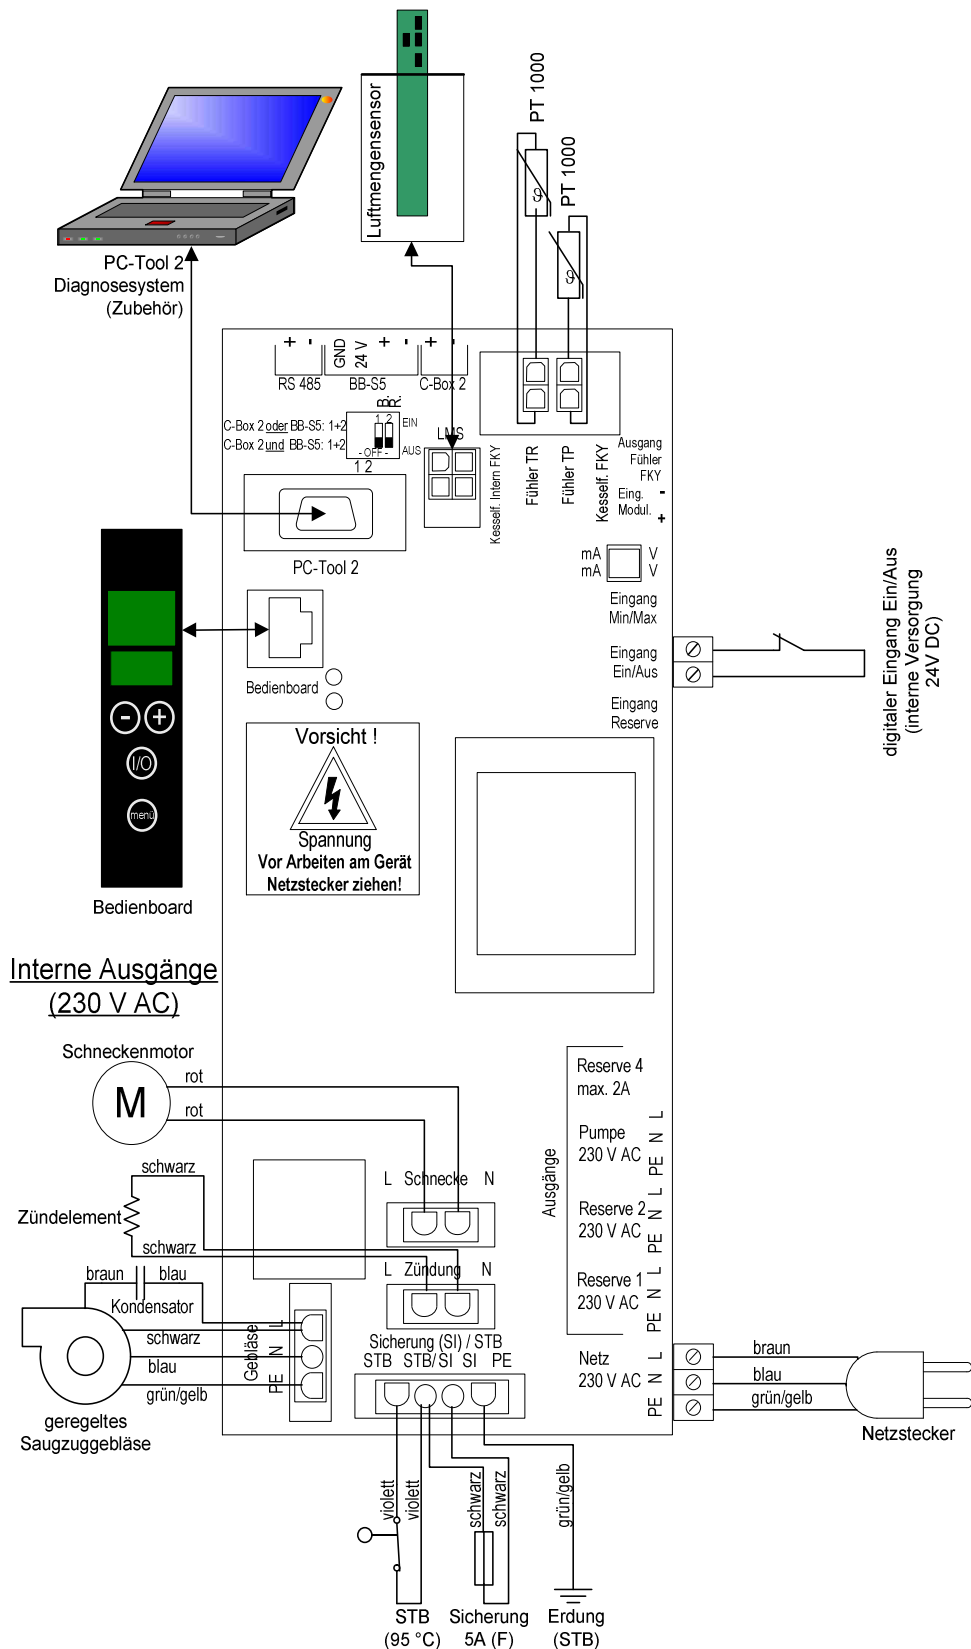 PT 1000
PT 1000
Luftmengensensor
ϑ
ϑ
PC-Tool 2
Diagnosesystem
(Zubehör)
+ - GND 24 V + - + -
RS 485 BB-S5 C-Box 2
1 2
C-Box 2 oder BB-S5: 1+2 EIN
C-Box 2 und BB-S5: 1+2 AUS
- OFF -
1 2
LMS
Kesself. Intern FKY
Fühler TR
Fühler TP
Kesself. FKY
Ausgang
Fühler
FKY
Eing. -
Modul. +
PC-Tool 2
mA V
mA V
Eingang
Min/Max
Eingang
Ein/Aus
Eingang
Reserve
digitaler Eingang Ein/Aus
(interne Versorgung
24V DC)
Bedienboard
- +
I/O
menü
Bedienboard
Vorsicht !
Spannung
Vor Arbeiten am Gerät
Netzstecker ziehen!
Interne Ausgänge
(230 V AC)
Schneckenmotor
M
rot
rot
schwarz
Zündelement
schwarz
braun blau
Kondensator
schwarz
blau
grün/gelb
geregeltes
Saugzuggebläse
L Schnecke N
L Zündung N
Gebläse
PE N L
Sicherung (SI) / STB
STB STB/SI SI PE
Ausgänge
Reserve 4
max. 2A
Pumpe
230 V AC
PE N L
Reserve 2
230 V AC
PE N L
Reserve 1
230 V AC
PE N L
Netz
230 V AC
PE N L
braun
blau
grün/gelb
Netzstecker
violett
violett
schwarz
schwarz
grün/gelb
STB
(95 °C)
Sicherung
5A (F)
Erdung
(STB)